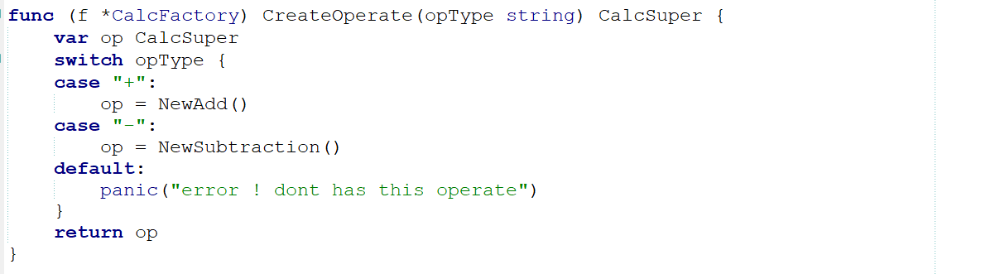 func (f *CalcFactory) CreateOperate(opType string) CalcSuper {
    var op CalcSuper
    switch opType {
    case "+":
        op = NewAdd()
    case "-":
        op = NewSubtraction()
    default:
        panic("error ! dont has this operate")
    }
    return op
}